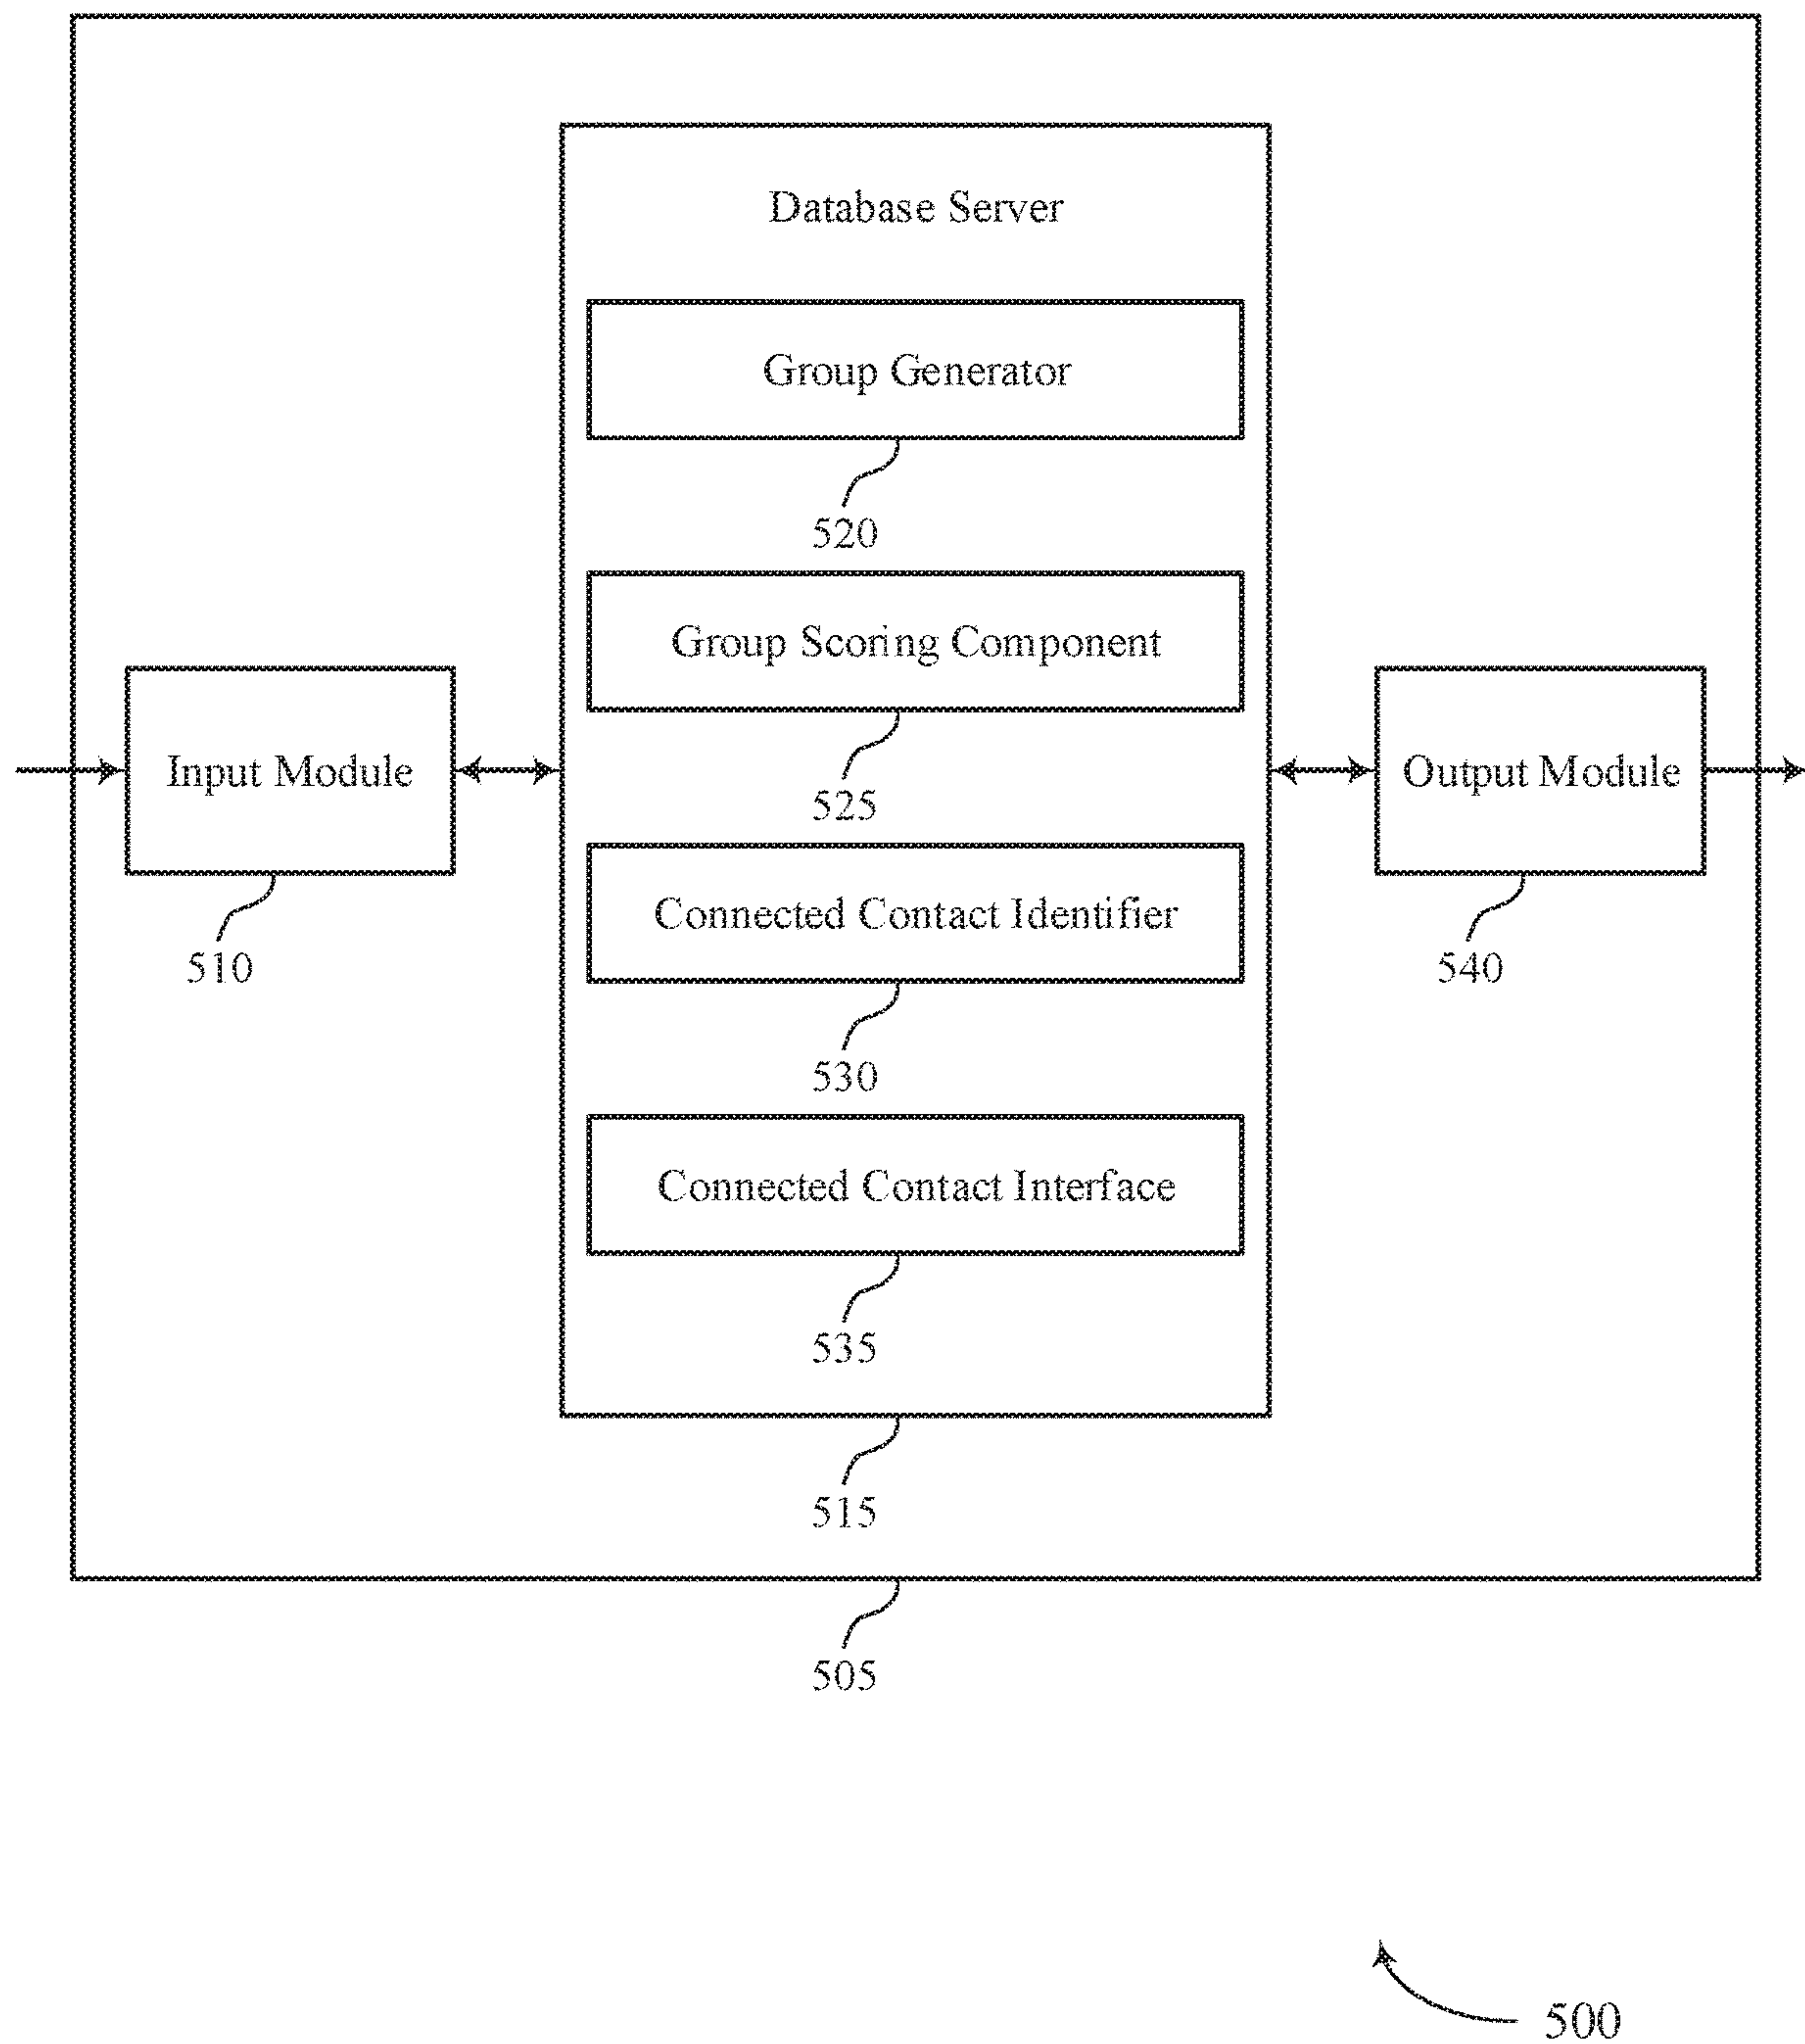 Database Server
Group Generator
520
Group Scoring Component
525
Input Module
510
Output Module
540
Connected Contact Identifier
530
Connected Contact Interface
535
515
505
500